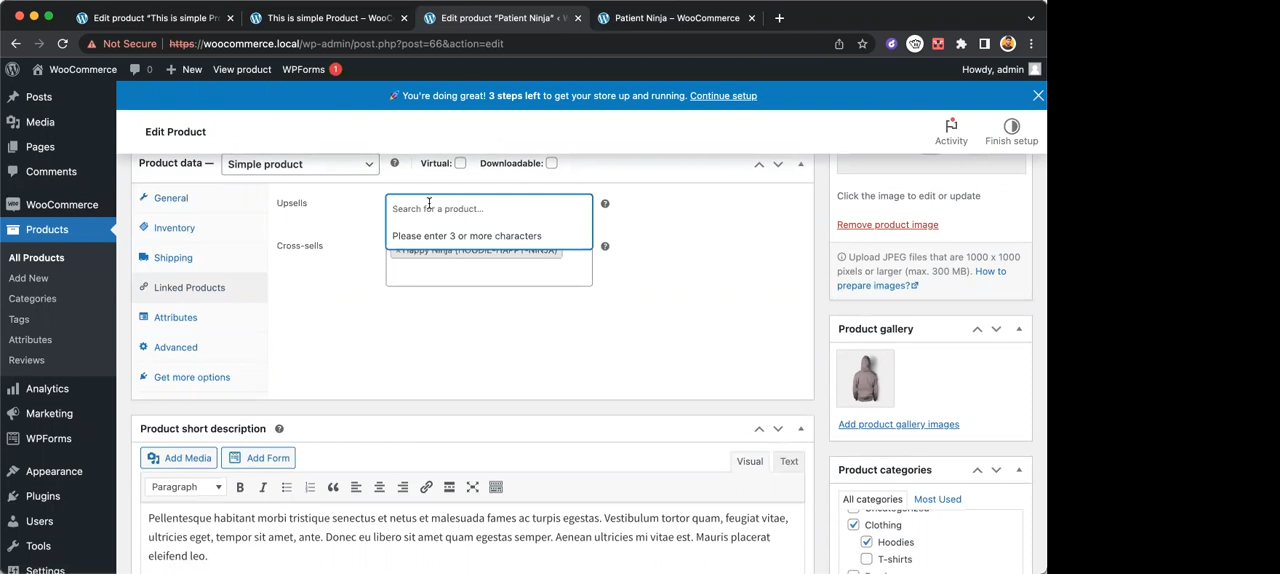 Edit product "This is simple Pr
This is simple Product – WooC
Edit product "Patient Ninja" ‹ W
Patient Ninja – WooCommerce
Not Secure
https://woocommerce.local/wp-admin/post.php?post=66&action=edit
WooCommerce
0
New
View product
WPForms 1
Howdy, admin
🚀 You're doing great! 3 steps left to get your store up and running. Continue setup
Edit Product
Activity
Finish setup
Posts
Media
Pages
Comments
WooCommerce
Products
All Products
Add New
Categories
Tags
Attributes
Reviews
Analytics
Marketing
WPForms
Appearance
Plugins
Users
Tools
Settings
Product data —
Simple product
Virtual:
Downloadable:
General
Inventory
Shipping
Linked Products
Attributes
Advanced
Get more options
Upsells
Search for a product...
Please enter 3 or more characters
Cross-sells
× Happy Ninja (HOODIE-HAPPY-NINJA)
Product short description
Add Media
Add Form
Visual
Text
Paragraph
Pellentesque habitant morbi tristique senectus et netus et malesuada fames ac turpis egestas. Vestibulum tortor quam, feugiat vitae,
ultricies eget, tempor sit amet, ante. Donec eu libero sit amet quam egestas semper. Aenean ultricies mi vitae est. Mauris placerat
eleifend leo.
Click the image to edit or update
Remove product image
Upload JPEG files that are 1000 x 1000
pixels or larger (max. 300 MB). How to
prepare images?
Product gallery
Add product gallery images
Product categories
All categories
Most Used
Uncategorized
Clothing
Hoodies
T-shirts